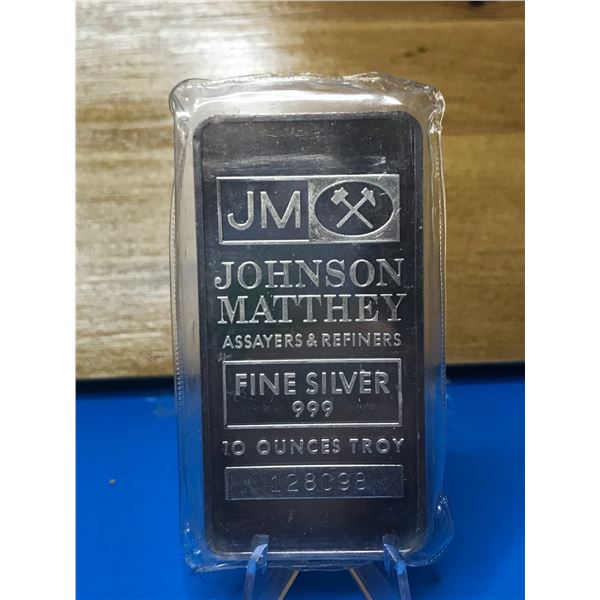 JM
JOHNSON
MATTHEY
ASSAYERS & REFINERS
FINE SILVER
999
10 OUNCES TROY
128098